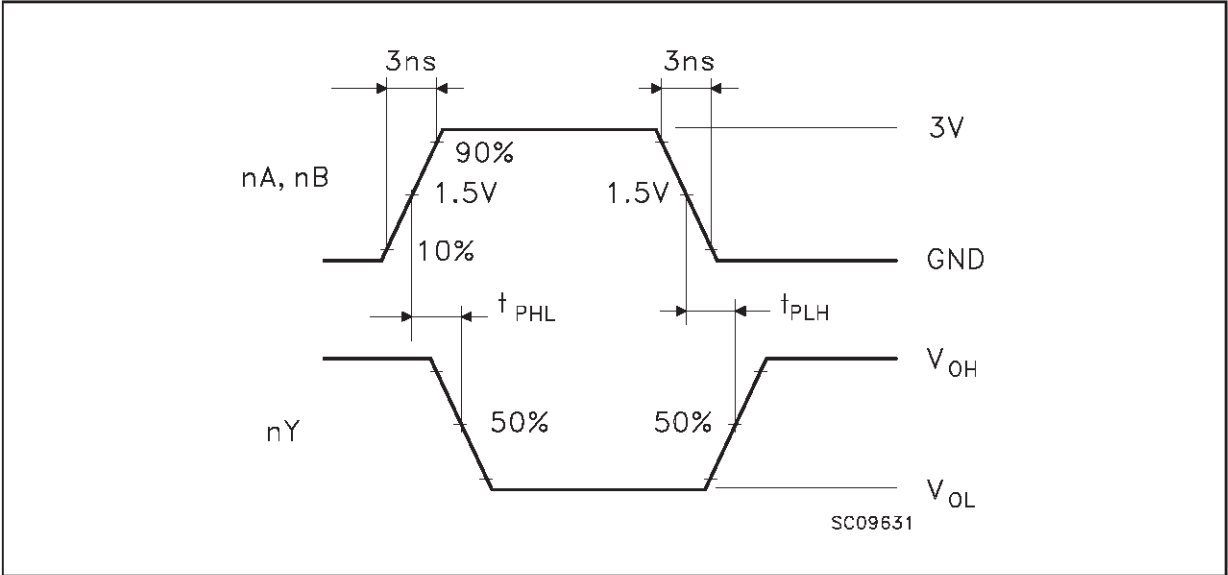 3ns 3ns
3V
90%
nA, nB 1.5V 1.5V
10%
GND
tPHL tPLH
VOH
50% 50%
nY
VOL
SC09631